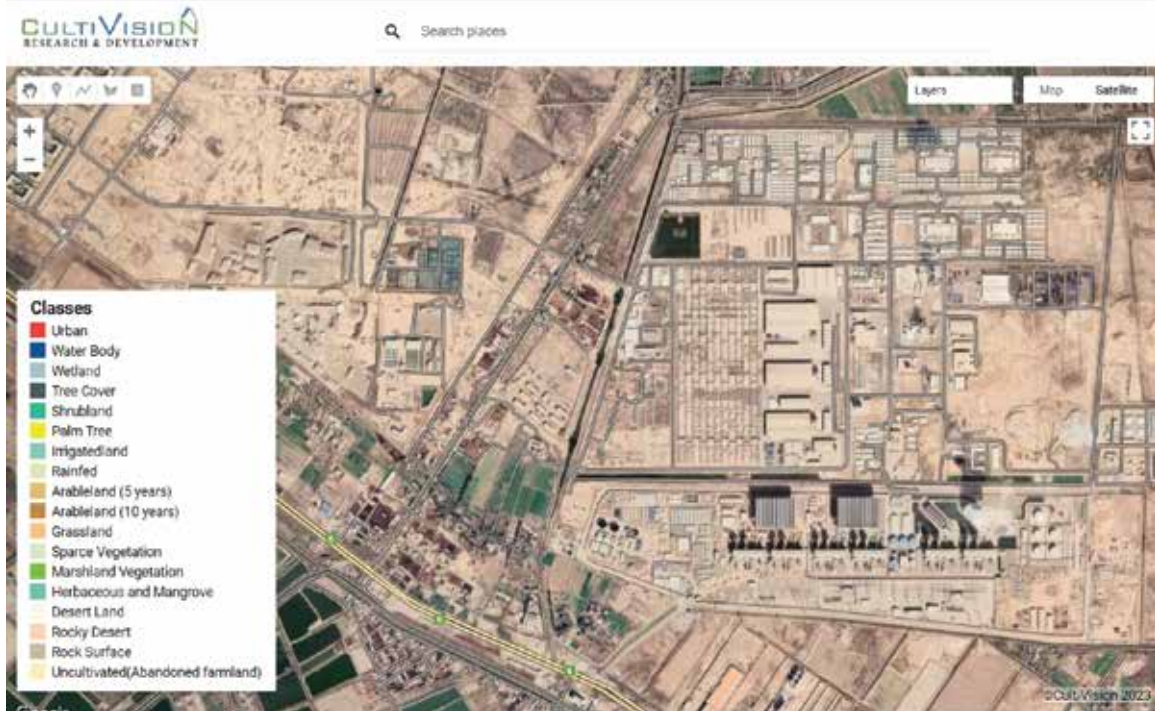 CULTIVISION
RESEARCH & DEVELOPMENT
Search places
Layers
Map
Satellite
Classes
Urban
Water Body
Wetland
Tree Cover
Shrubland
Palm Tree
Irrigatedland
Rainfed
Arableland (5 years)
Arableland (10 years)
Grassland
Sparce Vegetation
Marshland Vegetation
Herbaceous and Mangrove
Desert Land
Rocky Desert
Rock Surface
Uncultivated(Abandoned farmland)
Google
©CultiVision 2023